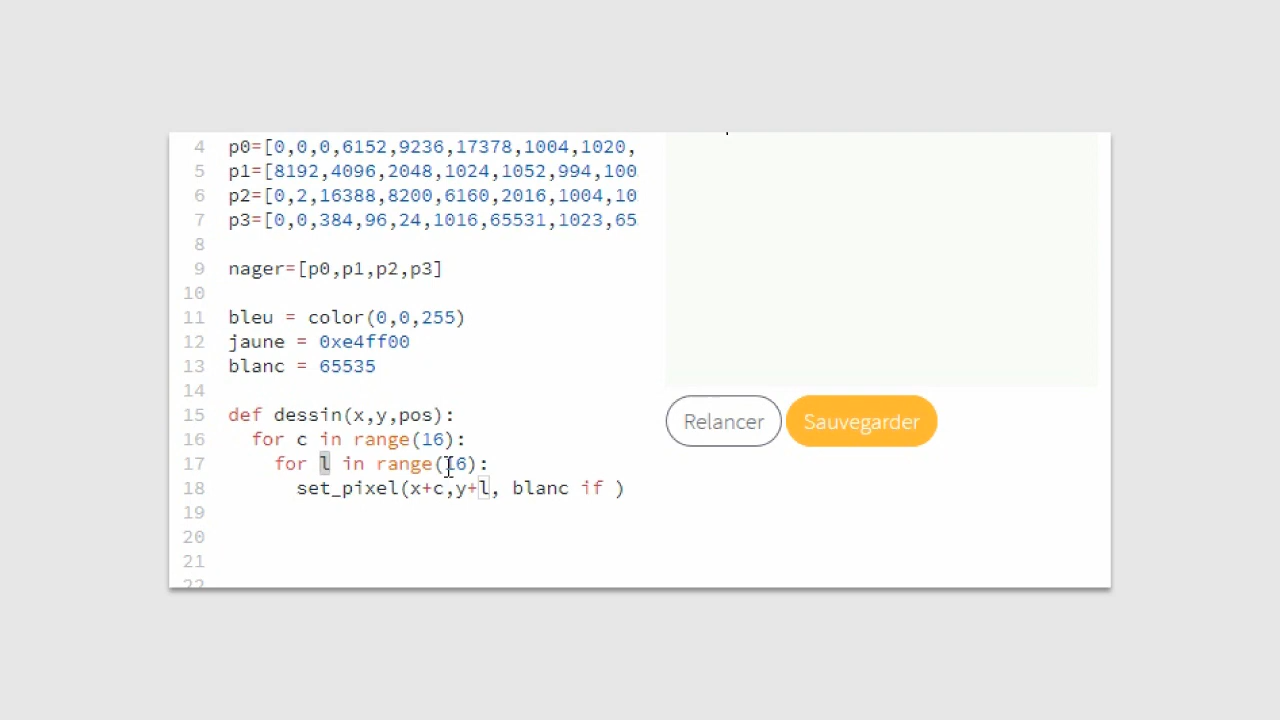 4 p0=[0,0,0,6152,9236,17378,1004,1020,
5 p1=[8192,4096,2048,1024,1052,994,100
6 p2=[0,2,16388,8200,6160,2016,1004,10
7 p3=[0,0,384,96,24,1016,65531,1023,65
8
9 nager=[p0,p1,p2,p3]
10
11 bleu = color(0,0,255)
12 jaune = 0xe4ff00
13 blanc = 65535
14
15 def dessin(x,y,pos):
16 for c in range(16):
17 for l in range(16):
18 set_pixel(x+c,y+l, blanc if )
19
20
21
22
Relancer
Sauvegarder